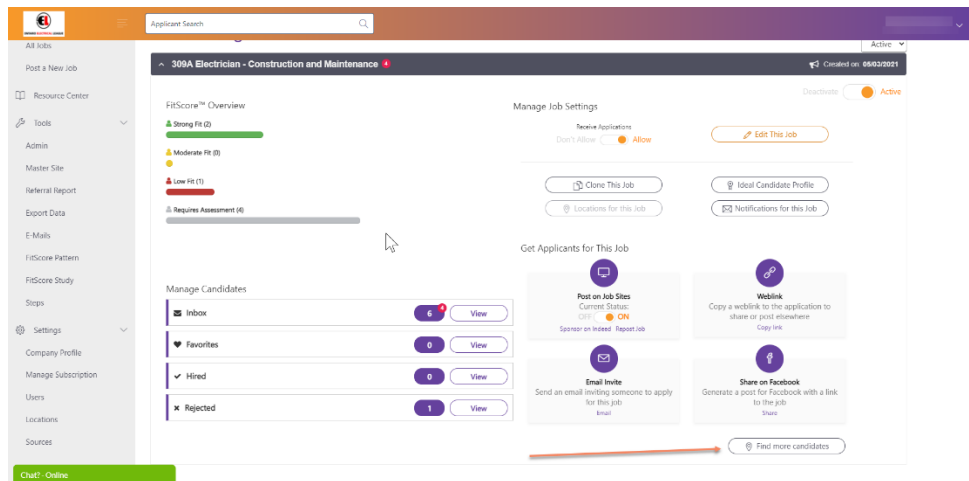 EL
Applicant Search
All Jobs
Post a New Job
Resource Center
Tools
Admin
Master Site
Referral Report
Export Data
E-Mails
FitScore Pattern
FitScore Study
Steps
Settings
Company Profile
Manage Subscription
Users
Locations
Sources
Chat? - Online
Active
309A Electrician - Construction and Maintenance 4
Created on 05/03/2021
Deactivate Active
FitScore™ Overview
Strong Fit (2)
Moderate Fit (0)
Low Fit (1)
Requires Assessment (4)
Manage Candidates
Inbox 6 4 View
Favorites 0 View
Hired 0 View
Rejected 1 View
Manage Job Settings
Receive Applications
Don't Allow Allow
Edit This Job
Clone This Job
Ideal Candidate Profile
Locations for this Job
Notifications for this Job
Get Applicants for This Job
Post on Job Sites
Current Status:
OFF ON
Sponsor on Indeed Repost Job
Weblink
Copy a weblink to the application to
share or post elsewhere
Copy link
Email Invite
Send an email inviting someone to apply
for this job
Email
Share on Facebook
Generate a post for Facebook with a link
to the job
Share
Find more candidates